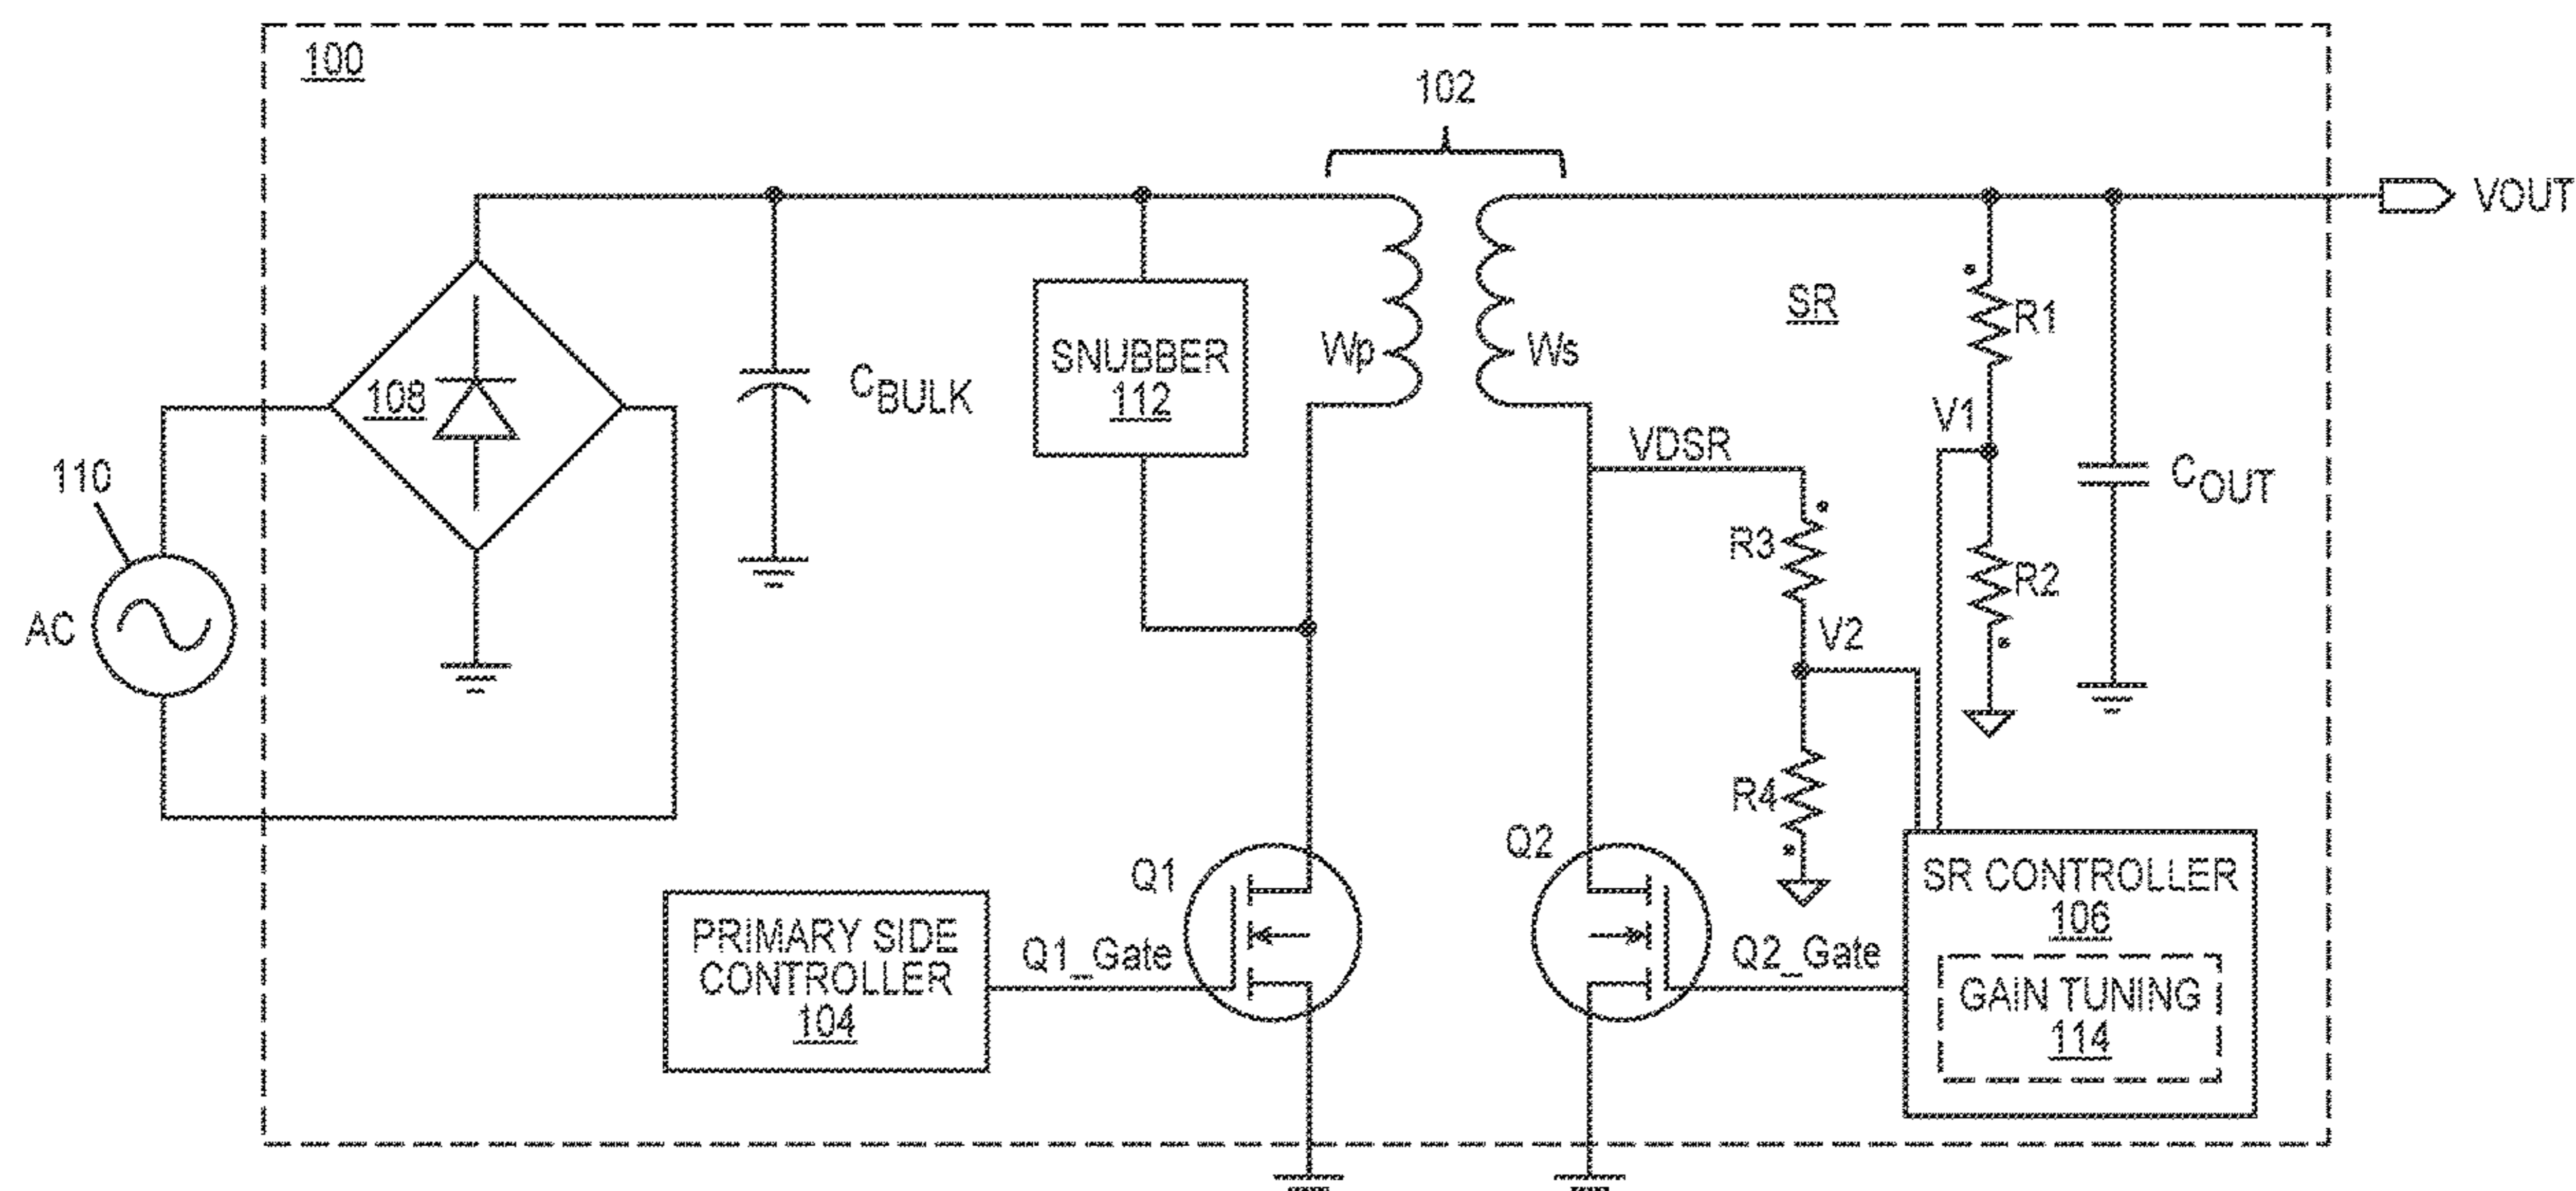 100
102
VOUT
SR
R1
SNUBBER
112
Wp
Ws
108
CBULK
V1
VDSR
COUT
110
R3
R2
AC
V2
R4
Q1
Q2
PRIMARY SIDE
CONTROLLER
104
Q1_Gate
Q2_Gate
SR CONTROLLER
106
GAIN TUNING
114